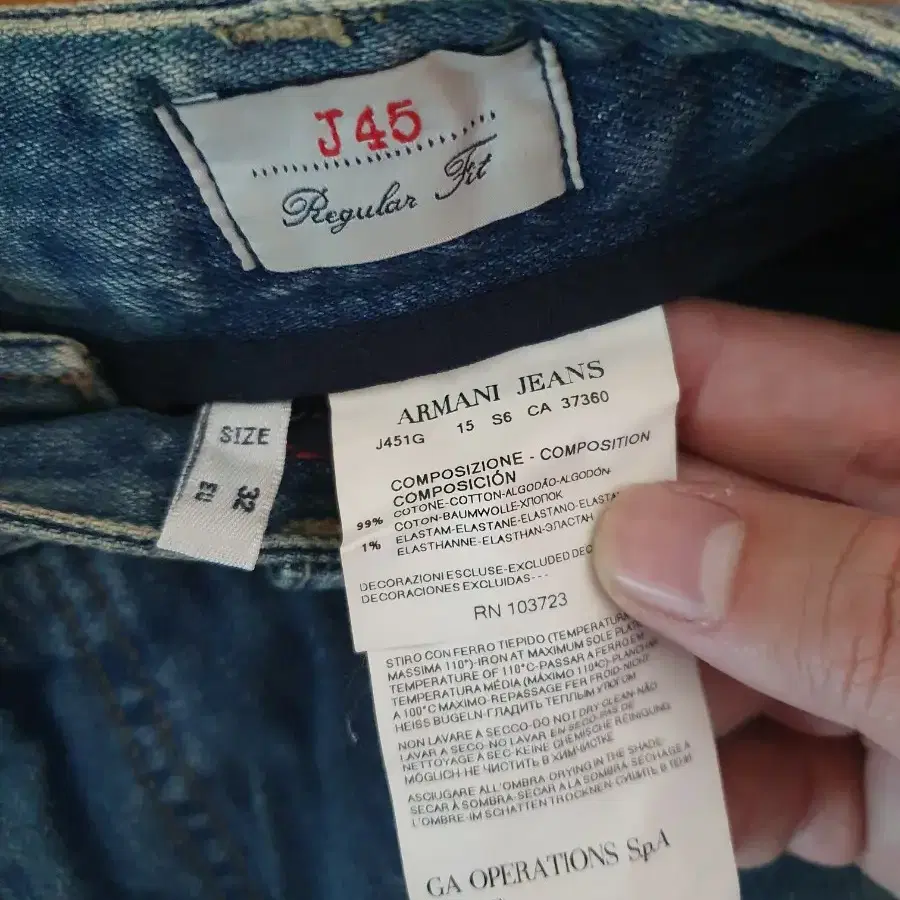 J45
Regular Fit
SIZE
32
EU
ARMANI JEANS
J451G 15 S6 CA 37360
COMPOSIZIONE - COMPOSITION
COMPOSICIÓN
99% COTONE-COTTON-ALGODÃO-ALGODÓN-
COTON-BAUMWOLLE-ХЛОПОК
1% ELASTAM-ELASTANE-ELASTANO-ELASTA
ELASTHANNE-ELASTHAN-ЭЛАСТАН
DECORAZIONI ESCLUSE-EXCLUDED DEC
DECORACIONES EXCLUIDAS---
RN 103723
STIRO CON FERRO TIEPIDO (TEMPERATURA
MASSIMA 110°)-IRON AT MAXIMUM SOLE PLATE
TEMPERATURE OF 110°C-PASSAR A FERRO EM
TEMPERATURA MÉDIA (MÁXIMO 110ºC)-PLANCHAR
A 100°C MAXIMO-REPASSAGE FER FROID-NICHT
HEISS BUGELN-ГЛАДИТЬ ТЕПЛЫМ УТЮГОМ
NON LAVARE A SECCO-DO NOT DRY CLEAN-NÃO
LAVAR A SECO-NO LAVAR EN SECO-PAS DE
NETTOYAGE À SEC-KEINE CHEMISCHE REINIGUNG
MÖGLICH-НЕ ЧИСТИТЬ В ХИМЧИСТКЕ
ASCIUGARE ALL'OMBRA-DRYING IN THE SHADE-
SECAR À SOMBRA-SECAR A LA SOMBRA-SÉCHAGE A
L'OMBRE-IM SCHATTEN TROCKNEN-СУШИТЬ В ТЕНИ
GA OPERATIONS SpA